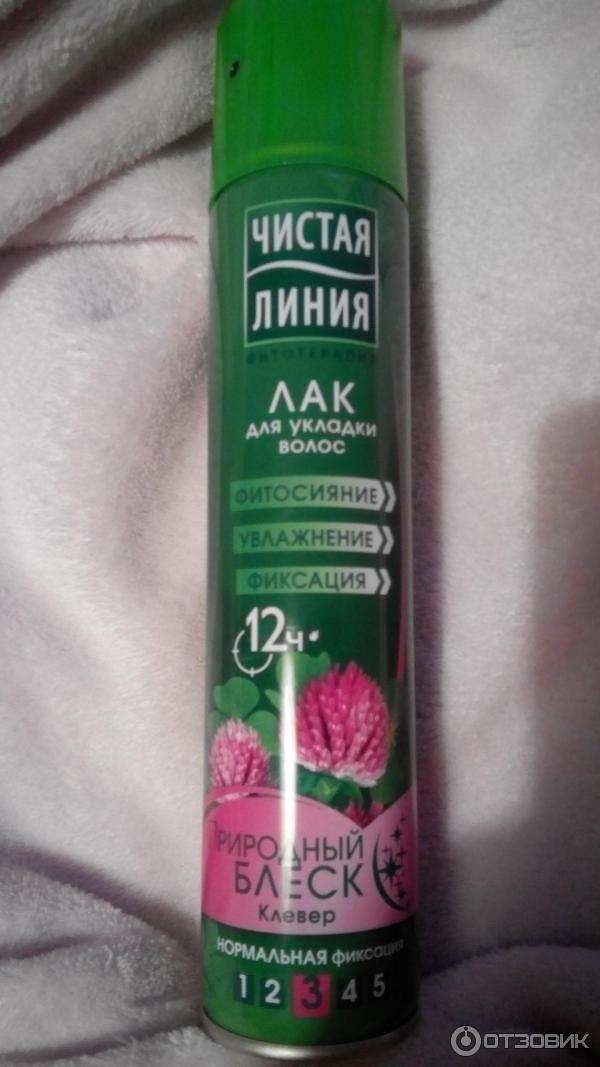 ЧИСТАЯ
ЛИНИЯ
ФИТОТЕРАПИЯ
ЛАК
для укладки
волос
ФИТОСИЯНИЕ
УВЛАЖНЕНИЕ
ФИКСАЦИЯ
12ч
ПРИРОДНЫЙ
БЛЕСК
Клевер
НОРМАЛЬНАЯ фиксация
1 2 3 4 5
ОТЗОВИК